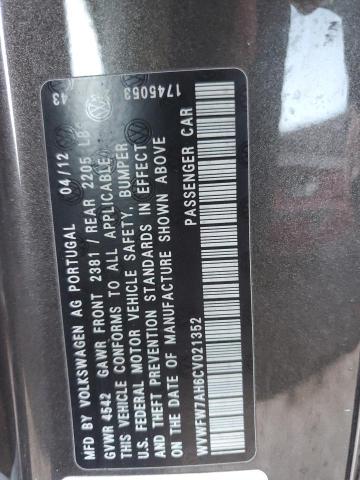 43 1745053
MFD BY VOLKSWAGEN AG PORTUGAL 04/12
GVWR 4542 GAWR FRONT 2381 / REAR 2205 LB
THIS VEHICLE CONFORMS TO ALL APPLICABLE
U.S. FEDERAL MOTOR VEHICLE SAFETY, BUMPER
AND THEFT PREVENTION STANDARDS IN EFFECT
ON THE DATE OF MANUFACTURE SHOWN ABOVE
PASSENGER CAR
WVWFW7AH6CV021352